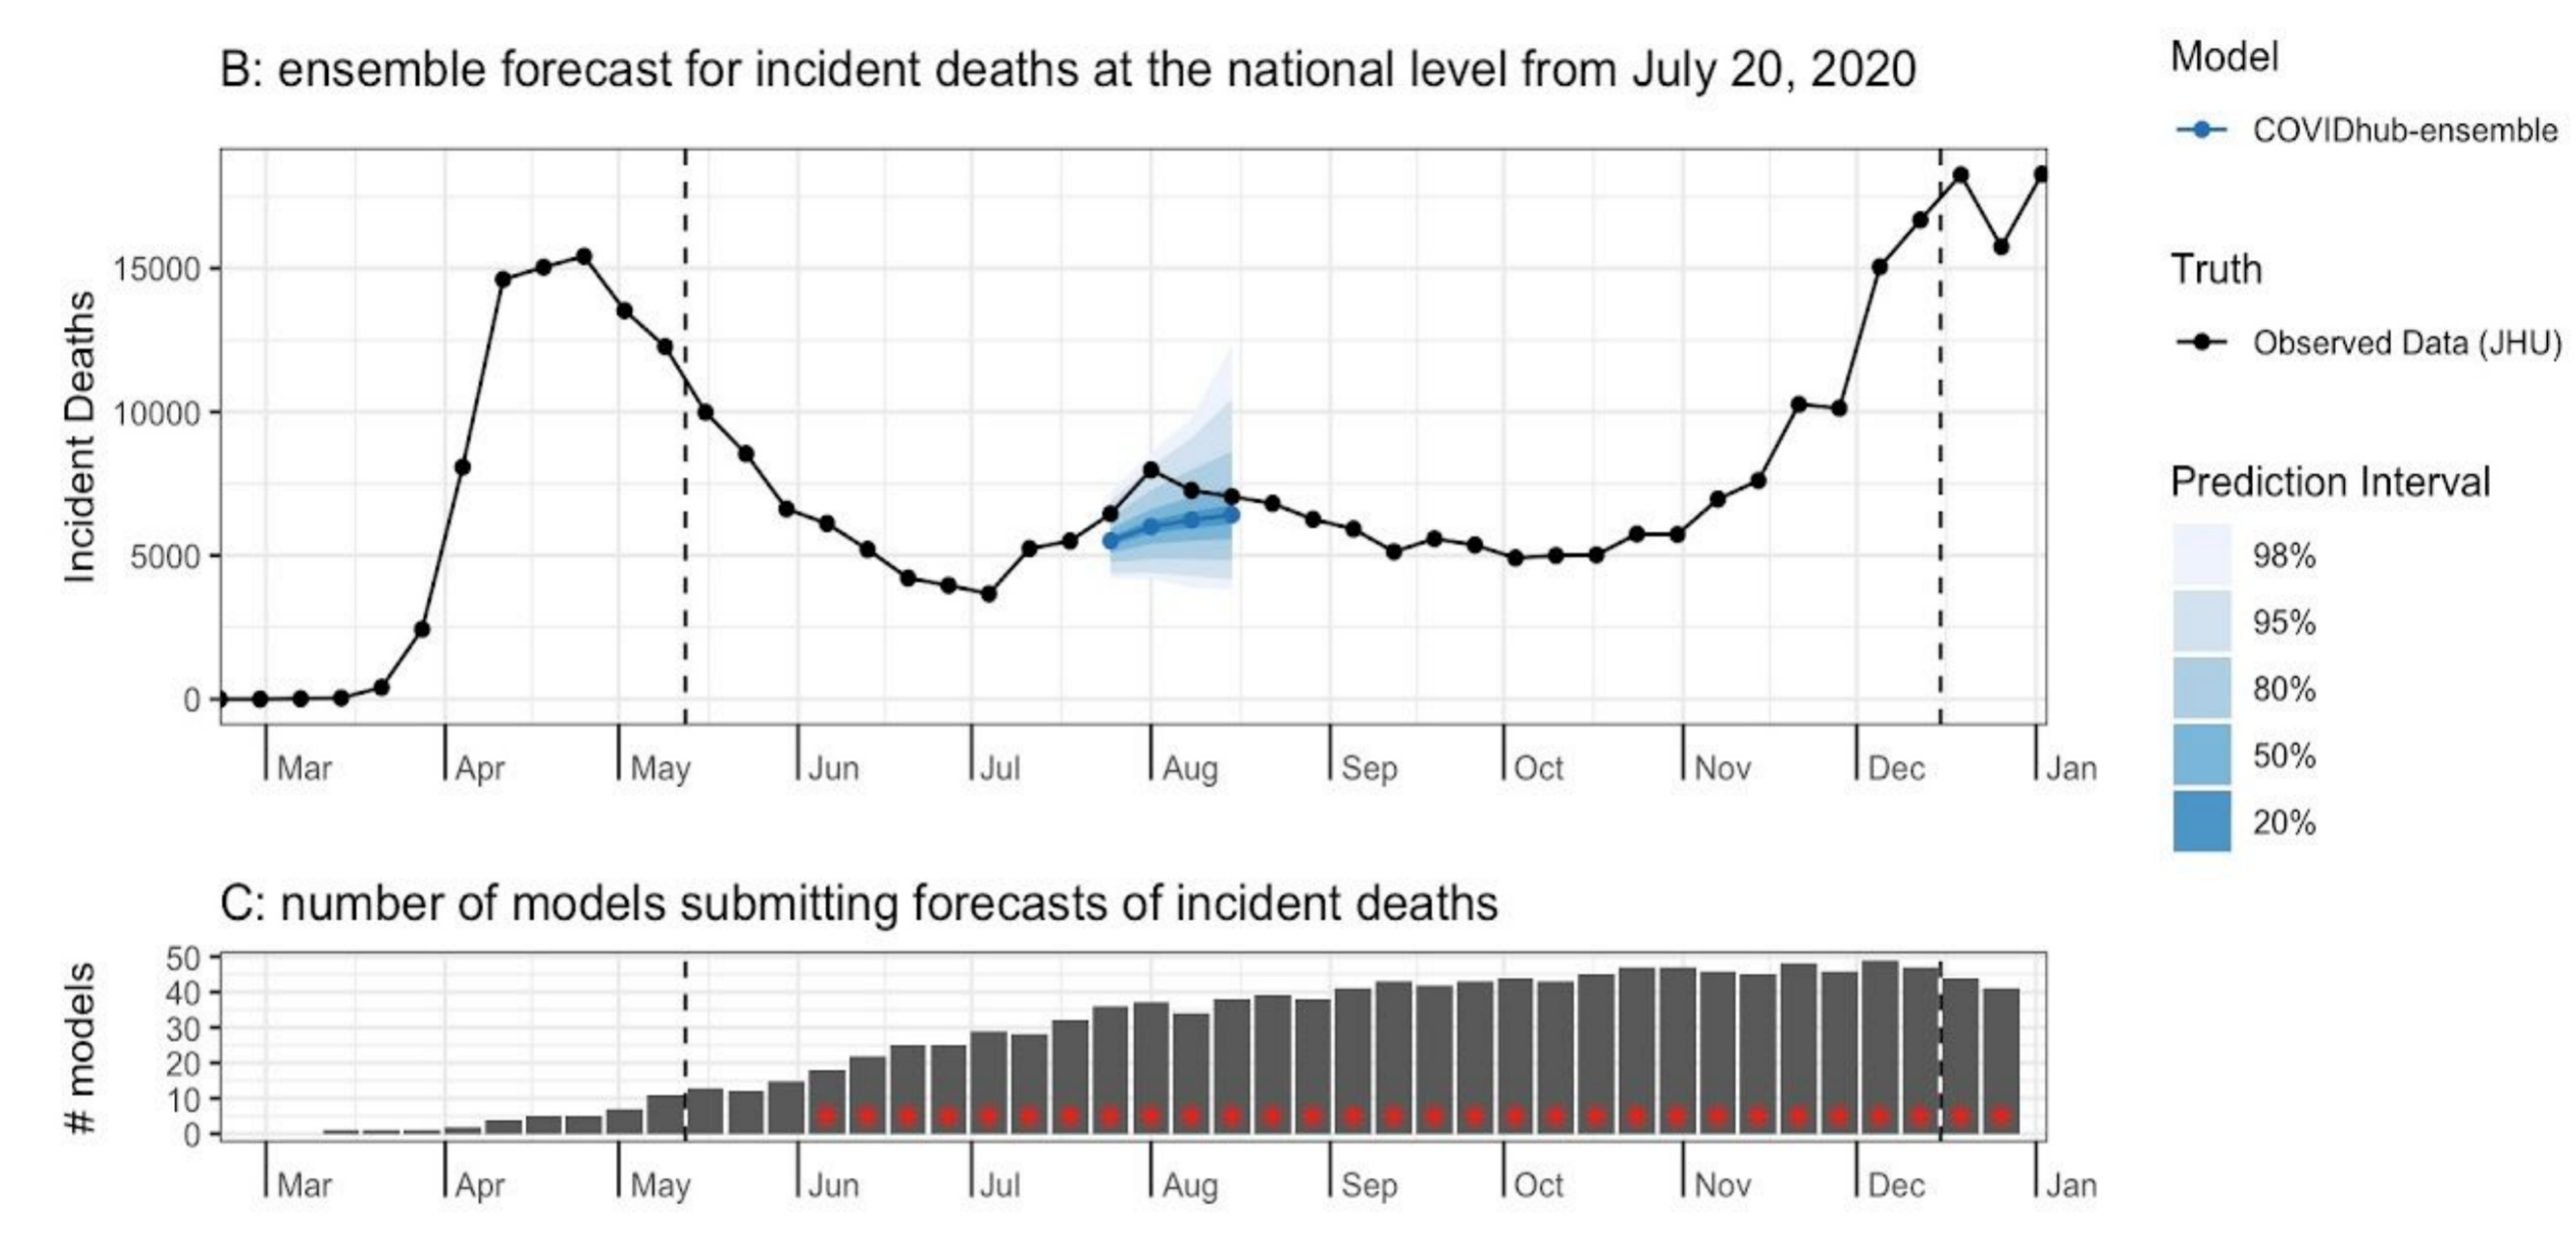 B: ensemble forecast for incident deaths at the national level from July 20, 2020
Incident Deaths
15000
10000
5000
0
Mar Apr May Jun Jul Aug Sep Oct Nov Dec Jan
Model
COVIDhub-ensemble
Truth
Observed Data (JHU)
Prediction Interval
98%
95%
80%
50%
20%
C: number of models submitting forecasts of incident deaths
# models
50
40
30
20
10
0
Mar Apr May Jun Jul Aug Sep Oct Nov Dec Jan